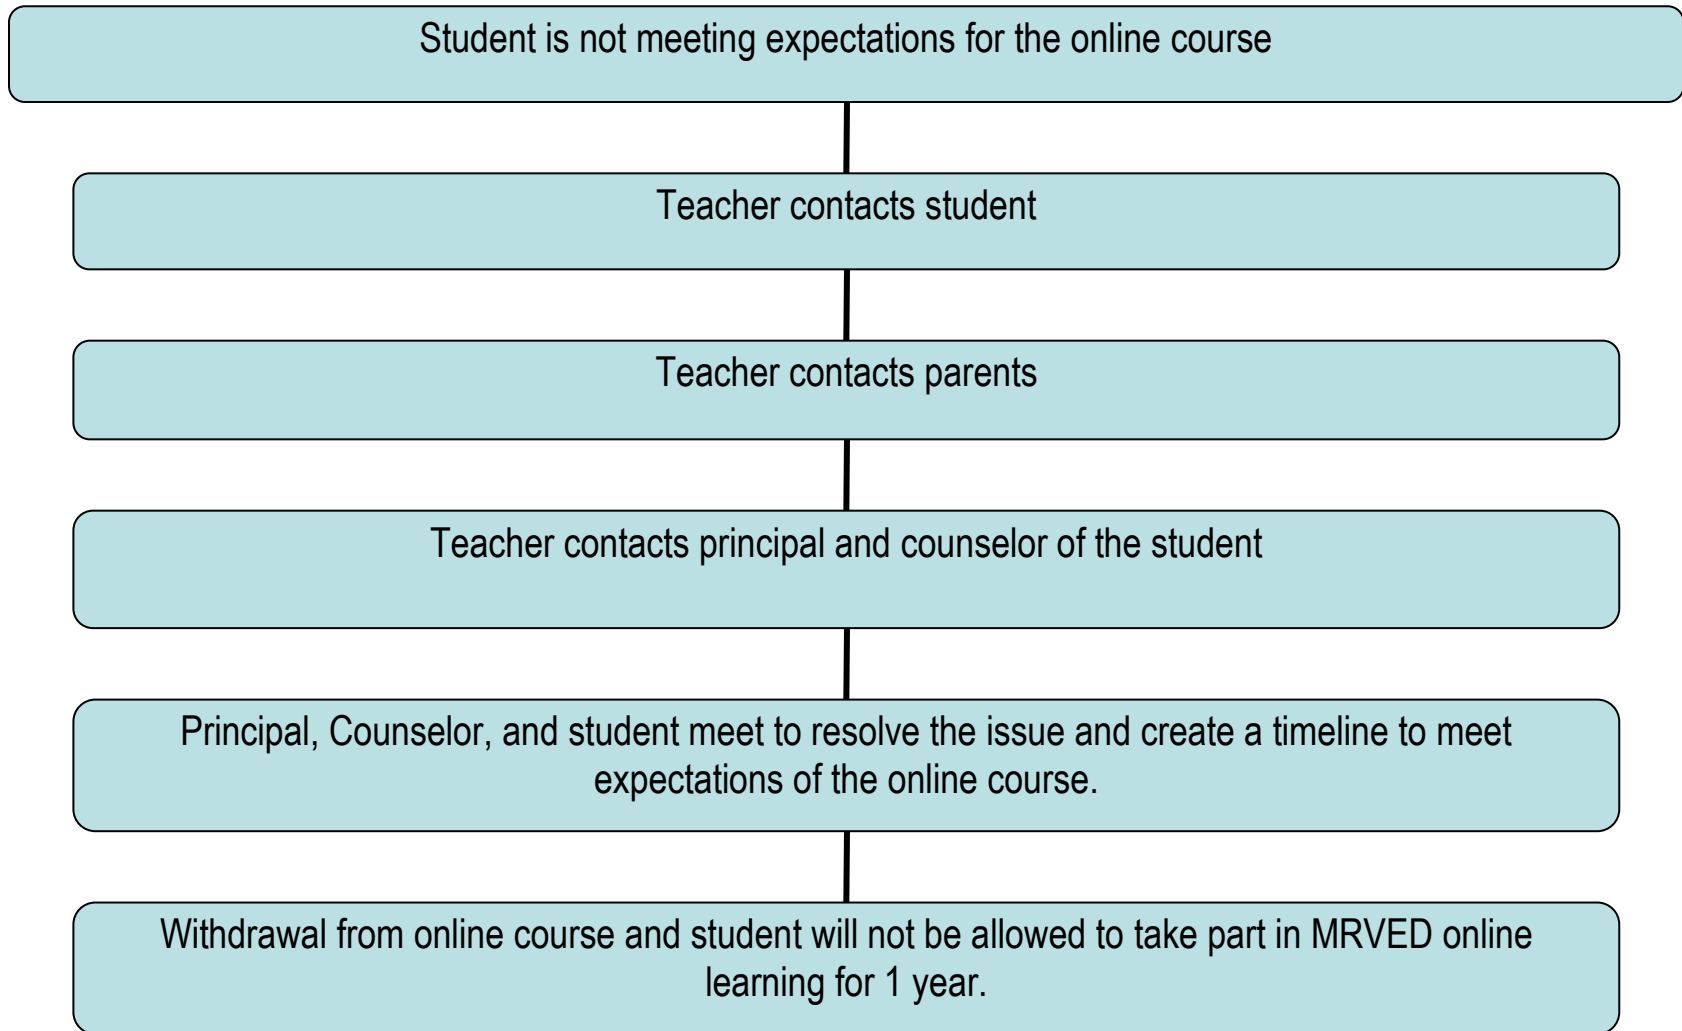 Student is not meeting expectations for the online course
Teacher contacts student
Teacher contacts parents
Teacher contacts principal and counselor of the student
Principal, Counselor, and student meet to resolve the issue and create a timeline to meet
expectations of the online course.
Withdrawal from online course and student will not be allowed to take part in MRVED online
learning for 1 year.